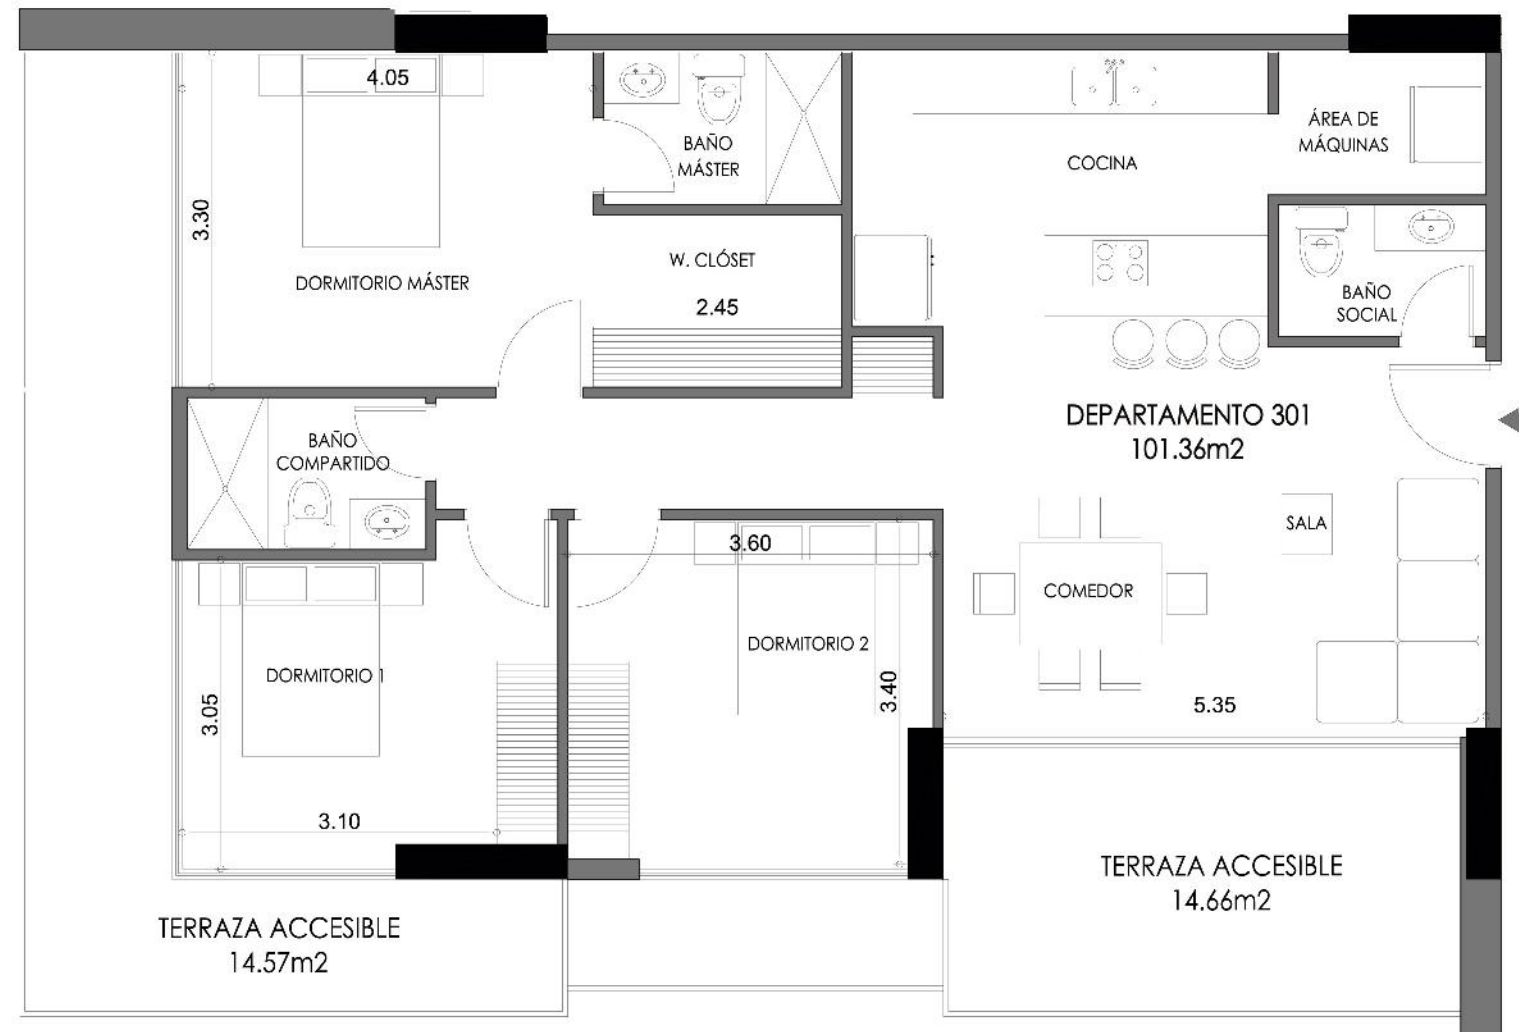 4.05
BAÑO
MÁSTER
ÁREA DE
MÁQUINAS
COCINA
3.30
DORMITORIO MÁSTER
W. CLÓSET
2.45
BAÑO
SOCIAL
DEPARTAMENTO 301
101.36m2
BAÑO
COMPARTIDO
SALA
3.60
COMEDOR
DORMITORIO 2
DORMITORIO 1
3.05
3.40
5.35
3.10
TERRAZA ACCESIBLE
14.66m2
TERRAZA ACCESIBLE
14.57m2